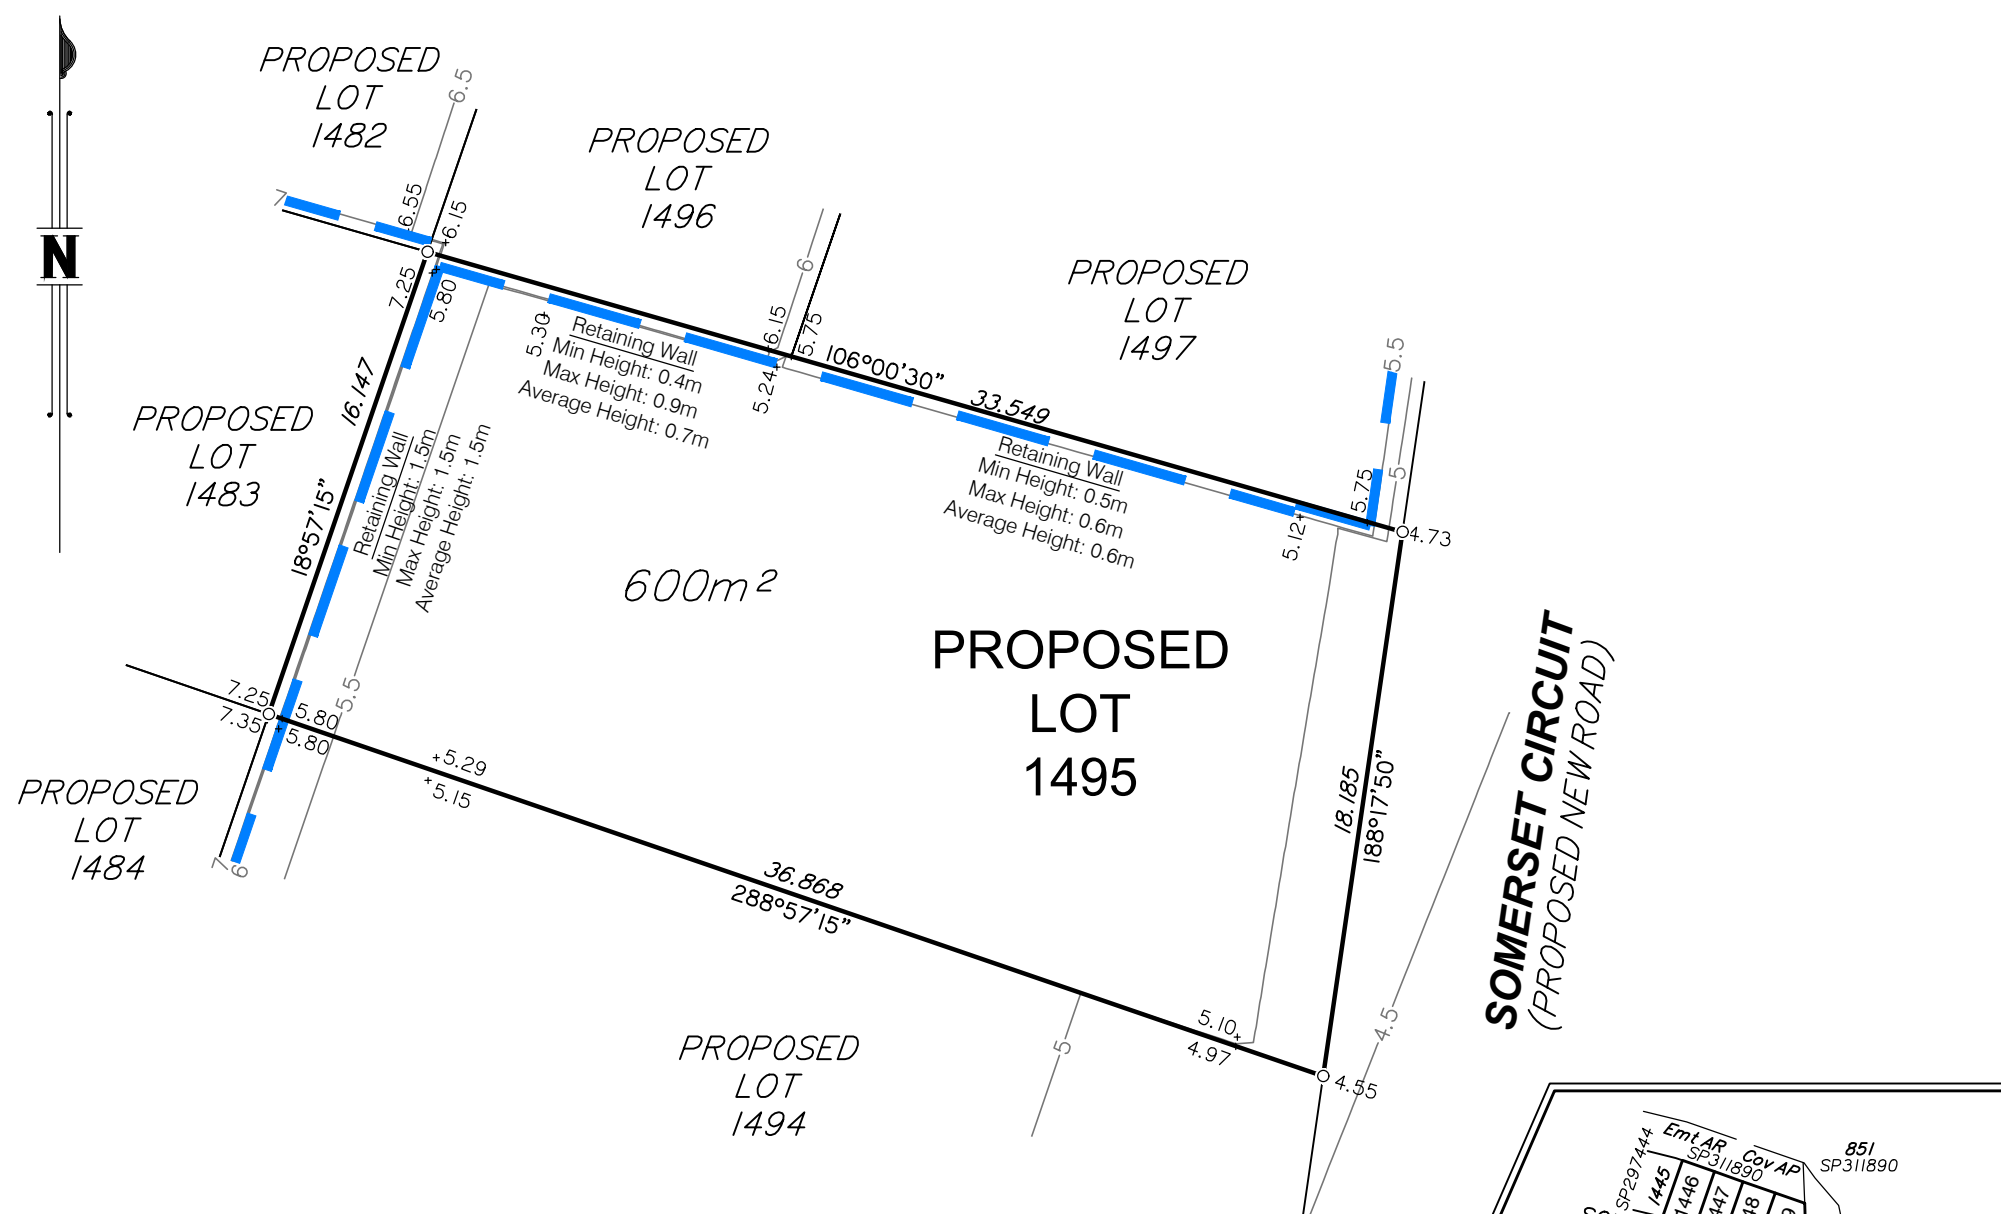 N
PROPOSED
LOT
1482
6.5
PROPOSED
LOT
1496
7
6.55
6.15
7.25
5.80
6
PROPOSED
LOT
1497
5.30
Retaining Wall
Min Height: 0.4m
Max Height: 0.9m
Average Height: 0.7m
6.15
5.75
5.24
106°00'30"
33.549
5.5
5
5.75
Retaining Wall
Min Height: 0.5m
Max Height: 0.6m
Average Height: 0.6m
5.12
4.73
16.147
18°57'15"
PROPOSED
LOT
1483
Retaining Wall
Min Height: 1.5m
Max Height: 1.5m
Average Height: 1.5m
600m²
PROPOSED
LOT
1495
SOMERSET CIRCUIT
(PROPOSED NEW ROAD)
5.5
7.25
7.35
5.80
5.80
5.29
5.15
18.185
188°17'50"
PROPOSED
LOT
1484
7
6
36.868
288°57'15"
5.10
4.97
4.5
4.55
5
PROPOSED
LOT
1494
Emt AR
SP311890
Cov AP
851
SP311890
SP297444
1445